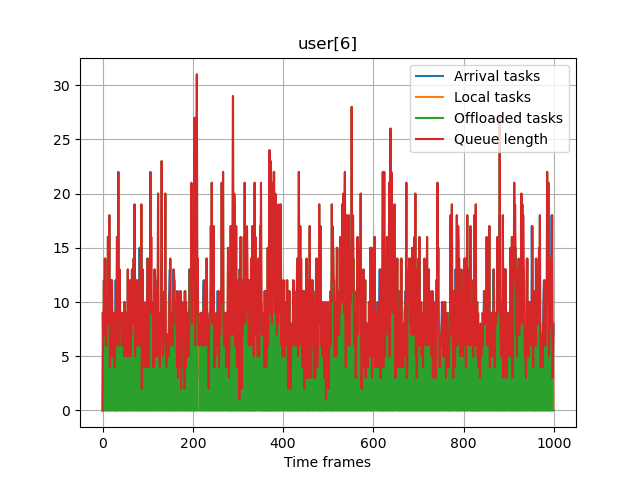 user[6]
Arrival tasks
Local tasks
Offloaded tasks
Queue length
30
25
20
15
10
5
0
0 200 400 600 800 1000
Time frames